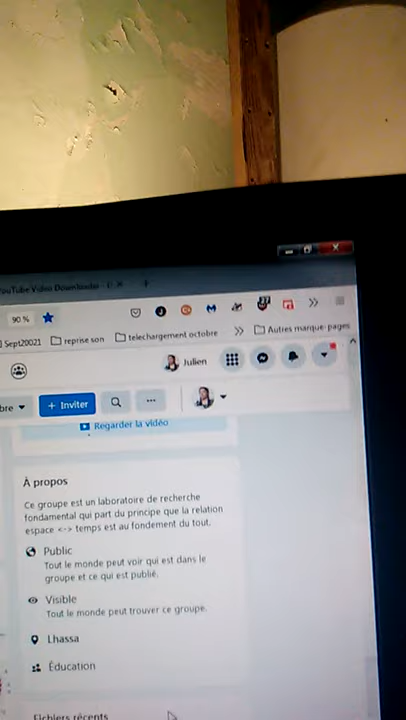 YouTube Video Downloader
90 %
Sept20021 reprise son telechargement octobre Autres marque-pages
Julien
bre + Inviter
Regarder la vidéo
À propos
Ce groupe est un laboratoire de recherche
fondamental qui part du principe que la relation
espace <-> temps est au fondement du tout.
Public
Tout le monde peut voir qui est dans le
groupe et ce qui est publié.
Visible
Tout le monde peut trouver ce groupe.
Lhassa
Éducation
Fichiers récents